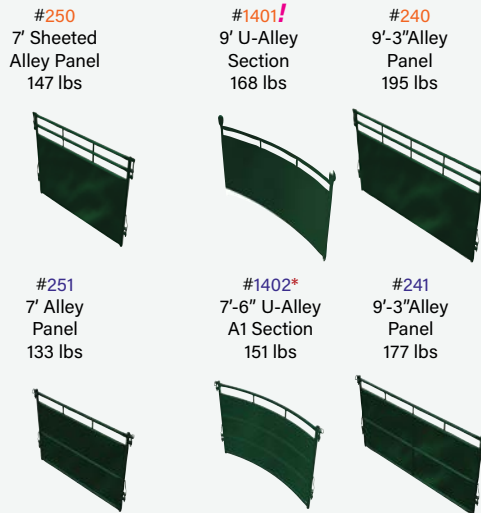 #250
7’ Sheeted
Alley Panel
147 lbs
#1401!
9’ U-Alley
Section
168 lbs
#240
9’-3”Alley
Panel
195 lbs
#251
7’ Alley
Panel
133 lbs
#1402*
7’-6” U-Alley
A1 Section
151 lbs
#241
9’-3”Alley
Panel
177 lbs